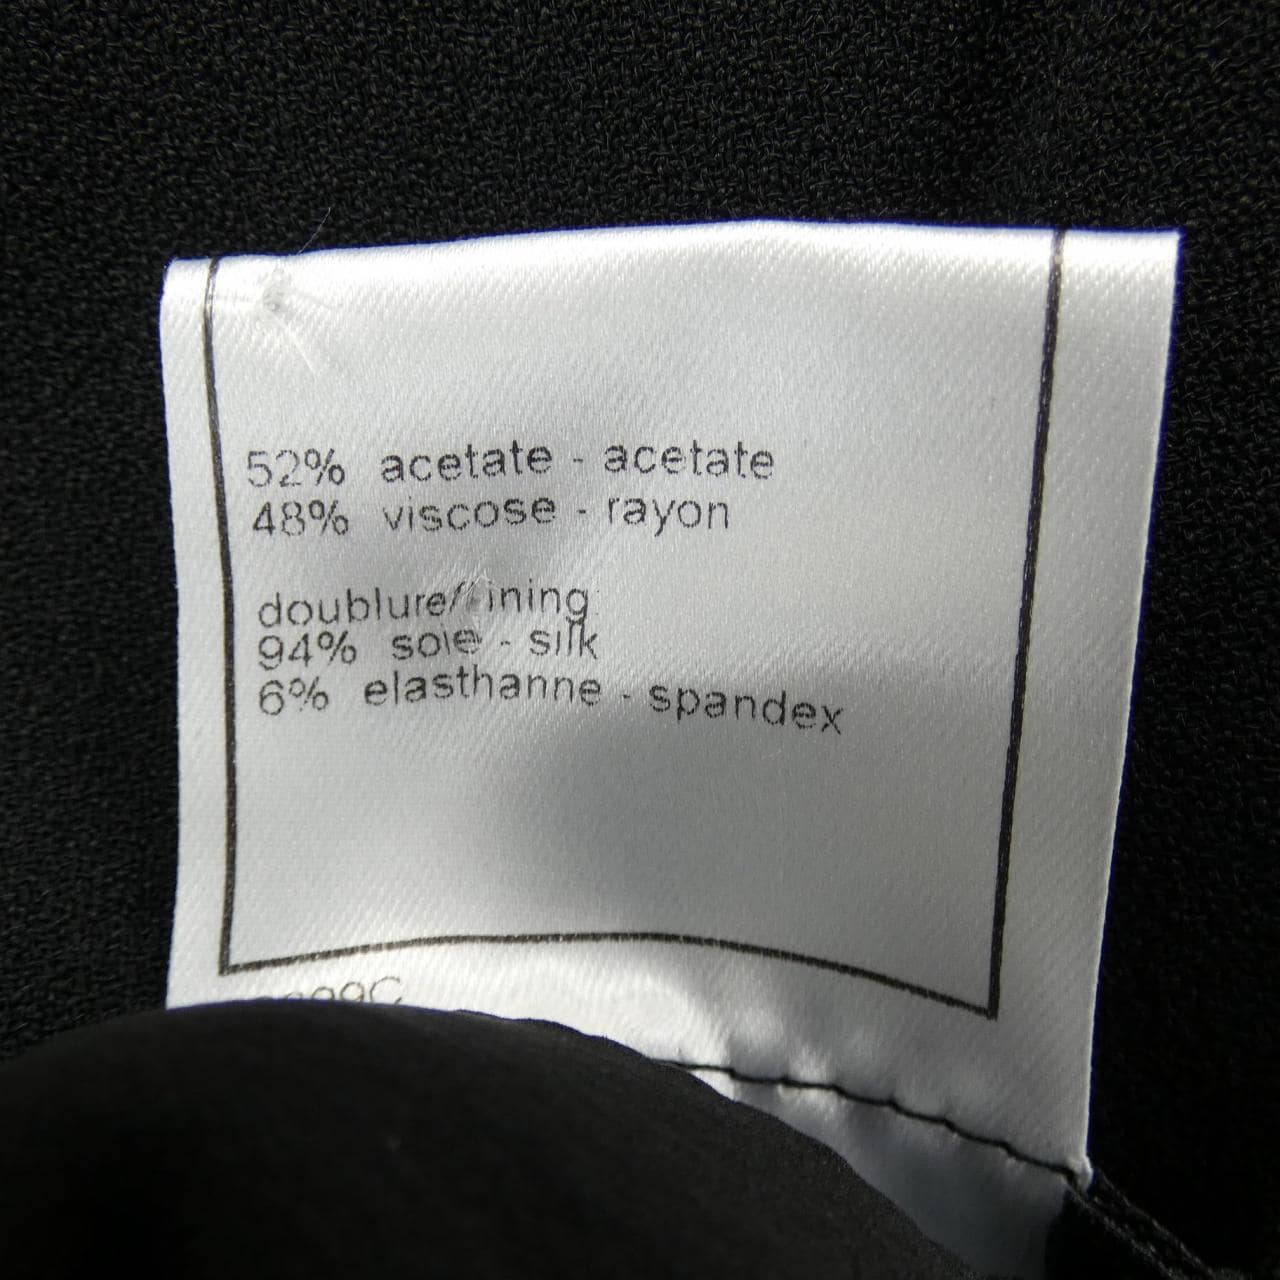 52% acetate - acetate
48% viscose - rayon
doublure/lining
94% soie - silk
6% elasthanne - spandex